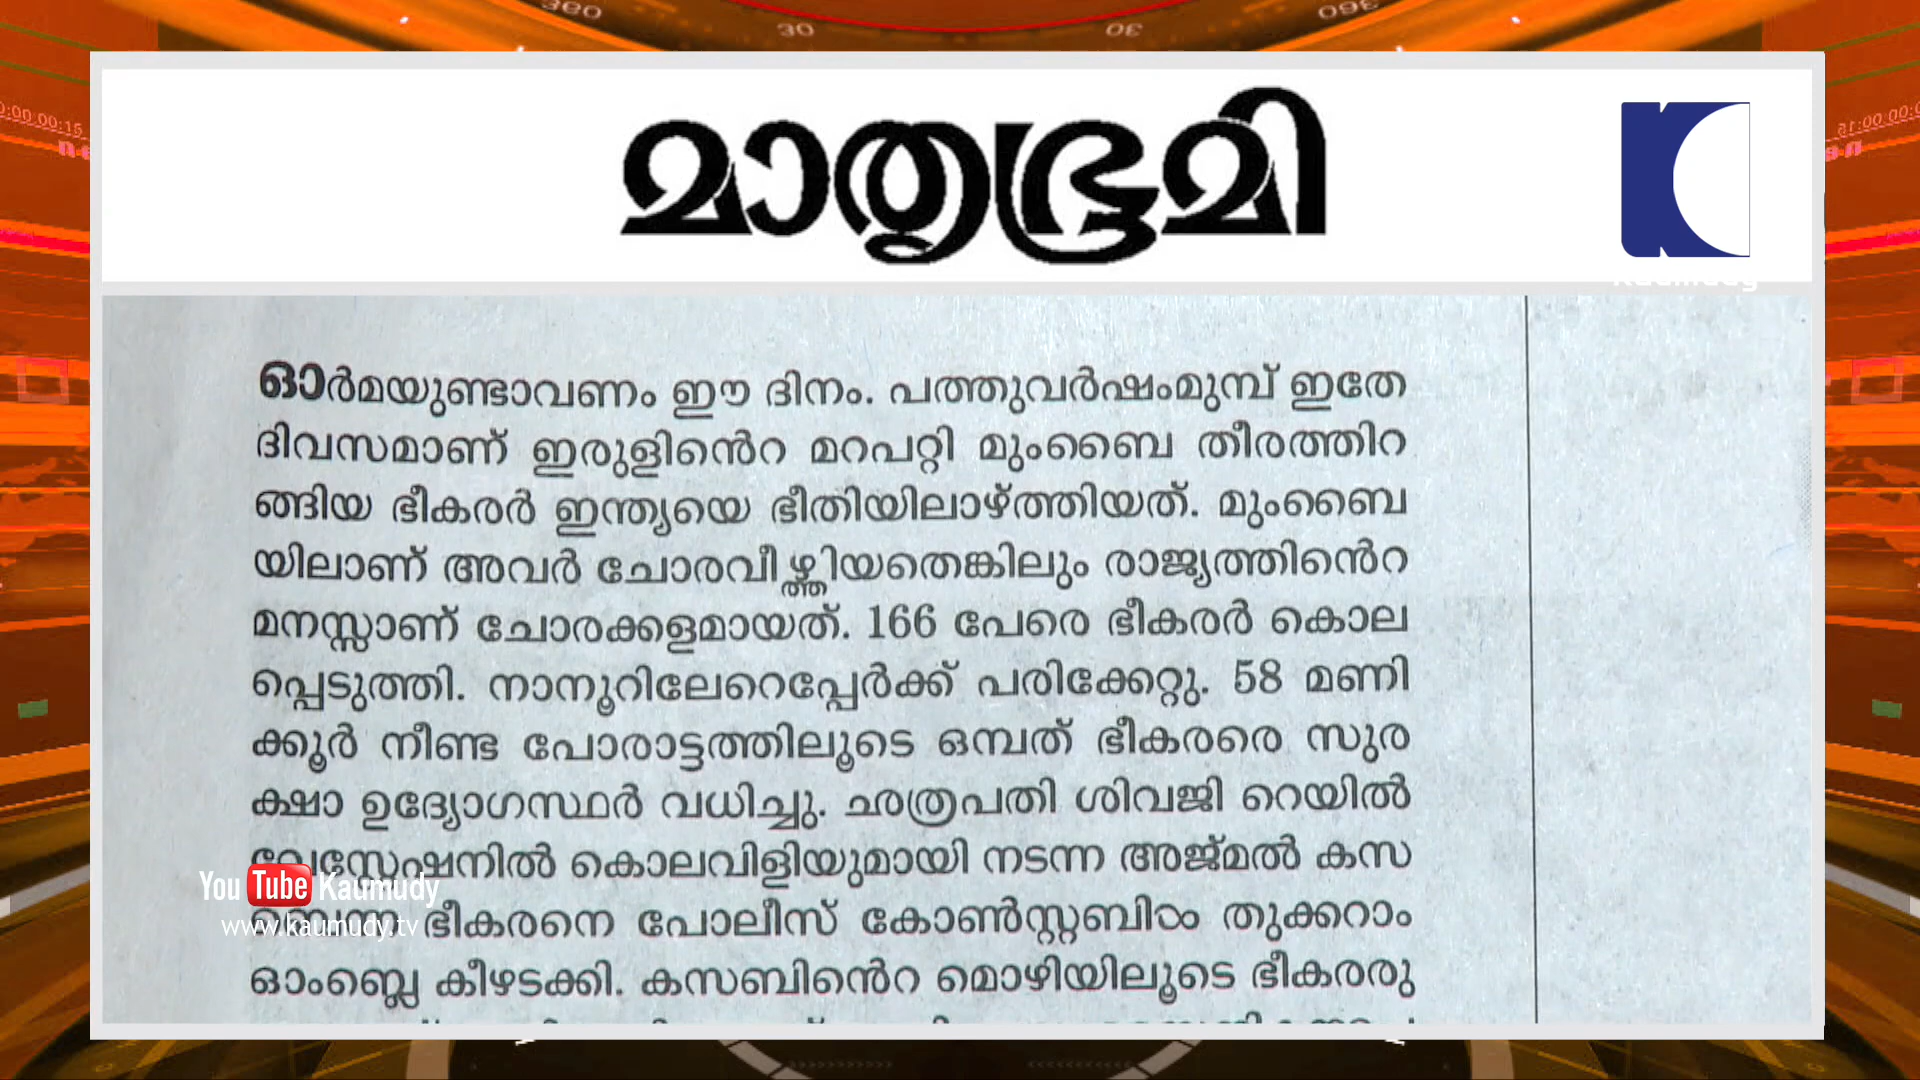 മാതൃഭൂമി
ഓർമയുണ്ടാവണം ഈ ദിനം. പത്തുവർഷംമുമ്പ് ഇതേ
ദിവസമാണ് ഇരുളിൻെറ മറപറ്റി മുംബൈ തീരത്തിറ
ങ്ങിയ ഭീകരർ ഇന്ത്യയെ ഭീതിയിലാഴ്ത്തിയത്. മുംബൈ
യിലാണ് അവർ ചോരവീഴ്ത്തിയതെങ്കിലും രാജ്യത്തിൻെറ
മനസ്സാണ് ചോരക്കളമായത്. 166 പേരെ ഭീകരർ കൊല
പ്പെടുത്തി. നാനൂറിലേറെപ്പേർക്ക് പരിക്കേറ്റു. 58 മണി
ക്കൂർ നീണ്ട പോരാട്ടത്തിലൂടെ ഒമ്പത് ഭീകരരെ സുര
ക്ഷാ ഉദ്യോഗസ്ഥർ വധിച്ചു. ഛത്രപതി ശിവജി റെയിൽ
വേസ്റ്റേഷനിൽ കൊലവിളിയുമായി നടന്ന അജ്മൽ കസ
ഭീകരനെ പോലീസ് കോൺസ്റ്റബിൾ തുക്കറാം
ഓംബ്ലെ കീഴടക്കി. കസബിൻെറ മൊഴിയിലൂടെ ഭീകരരു
You Tube Kaumudy
www.kaumudy.tv